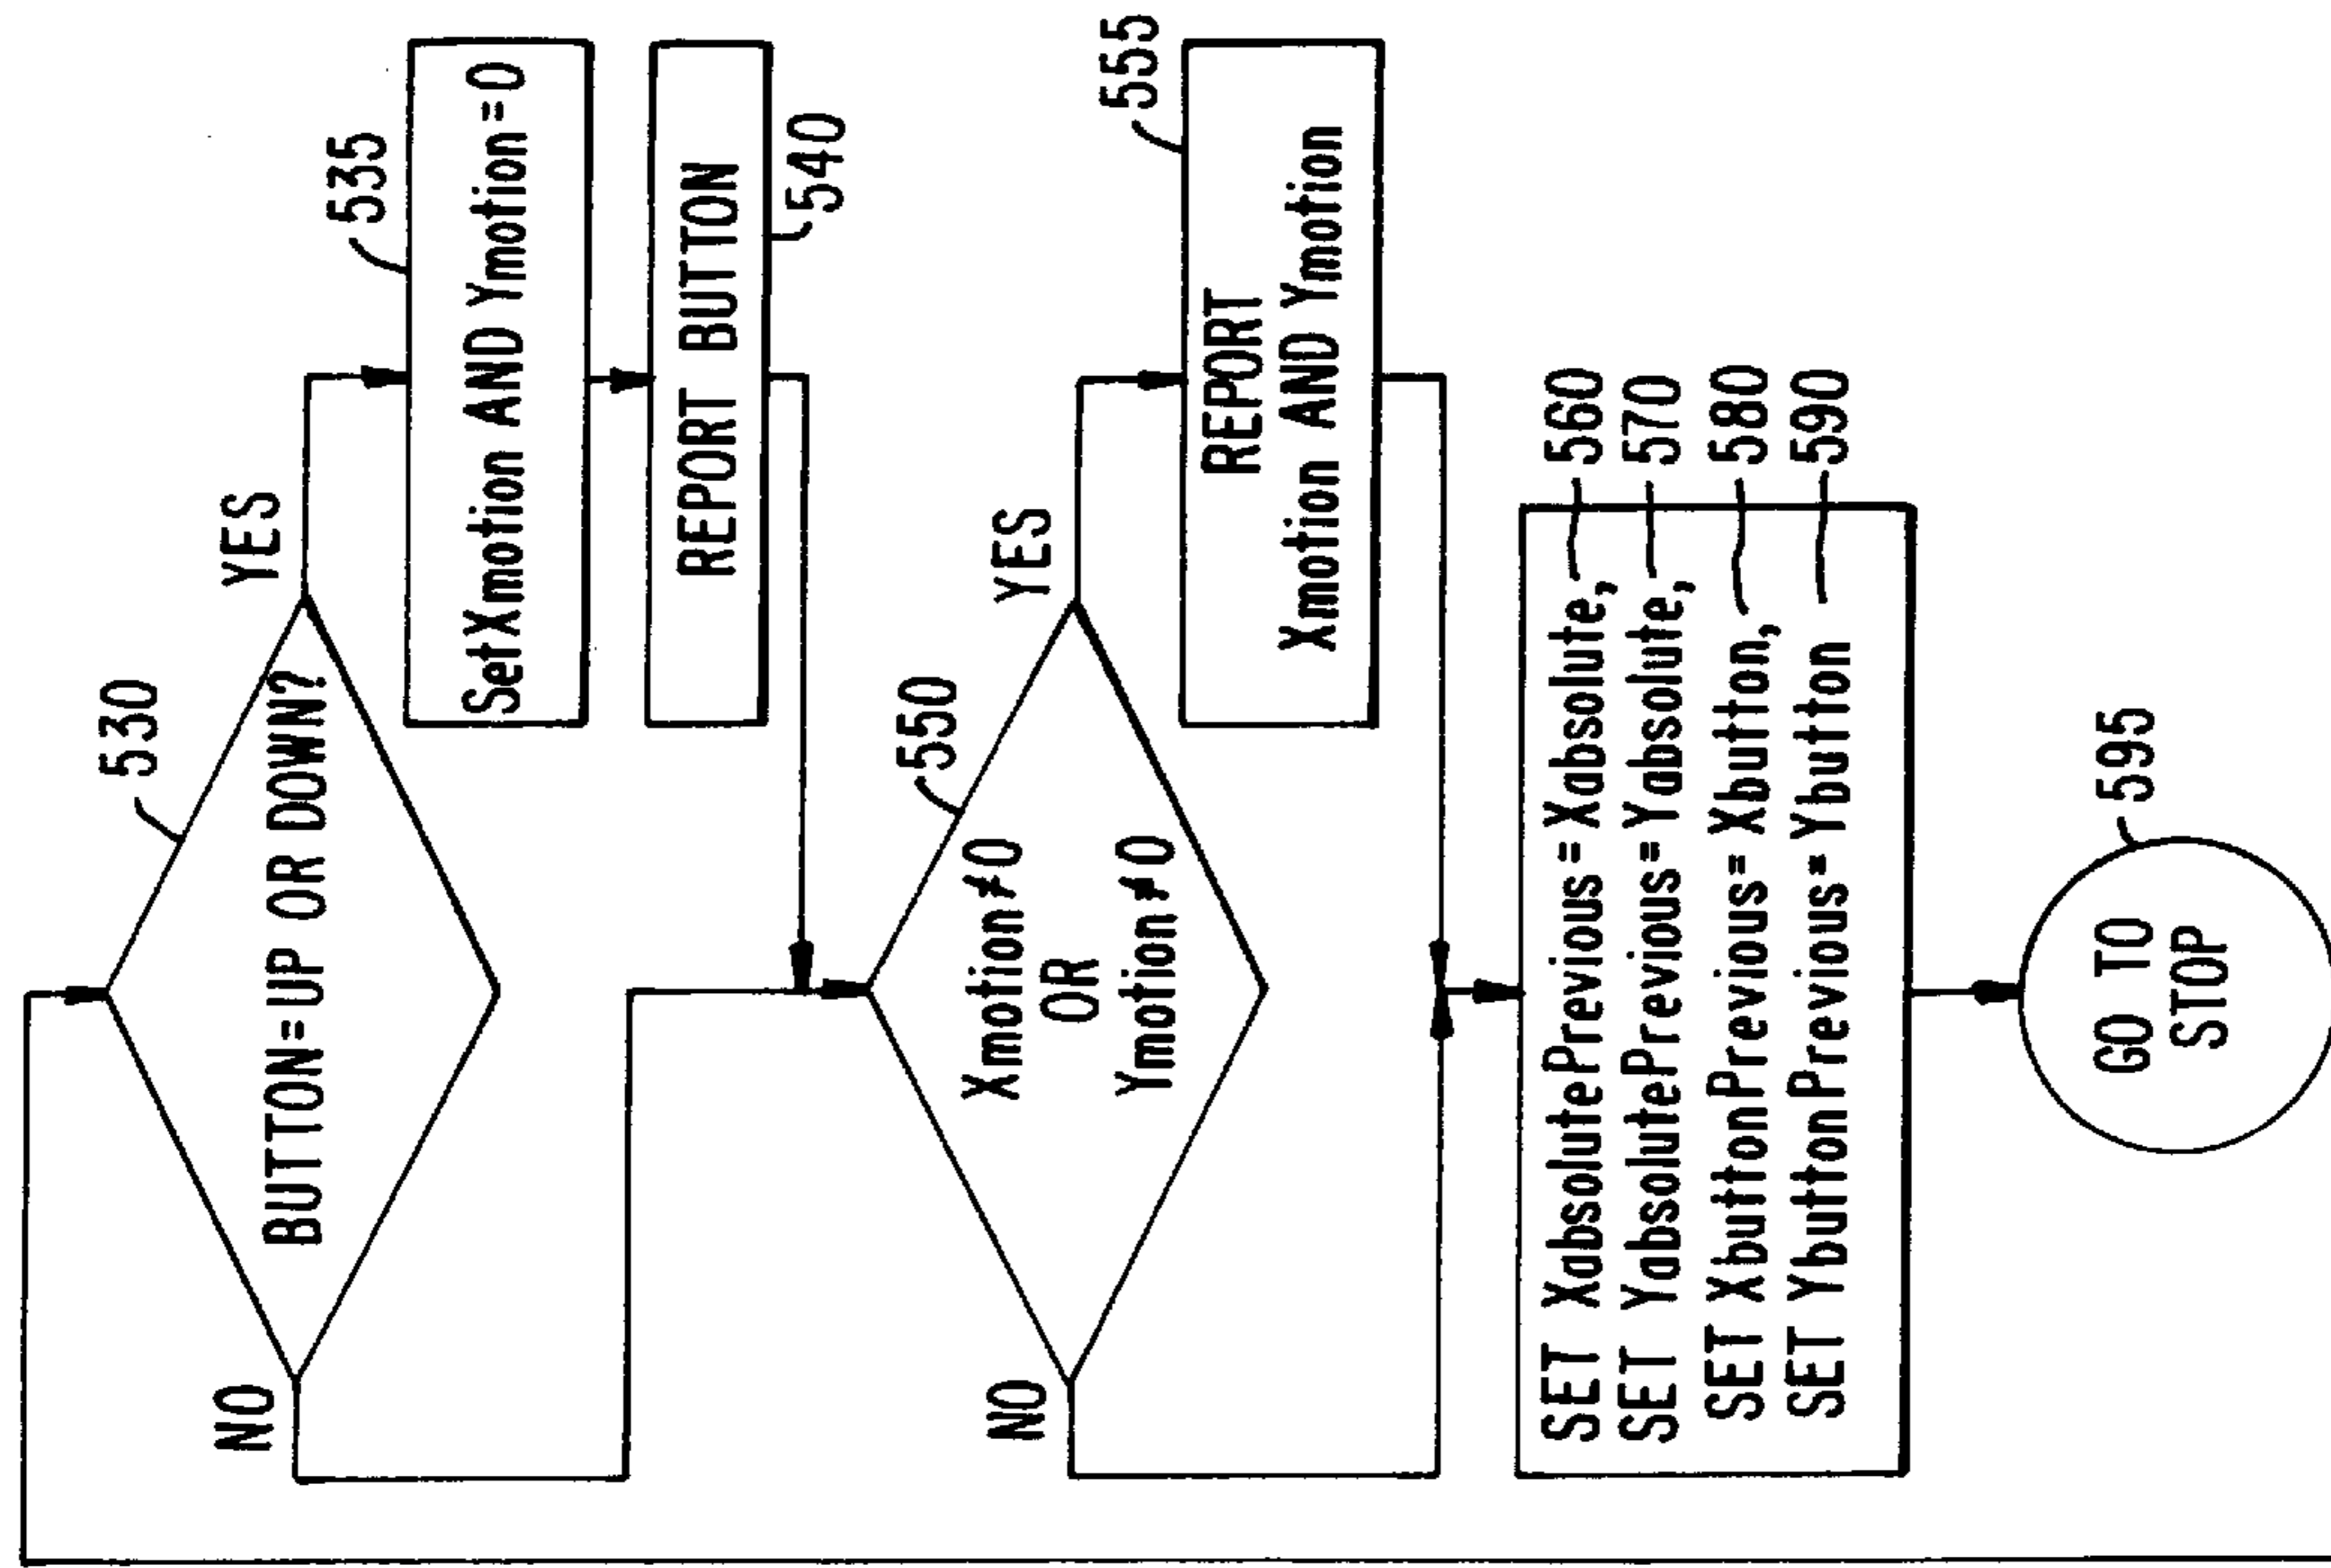 530
BUTTON=UP OR DOWN?
YES
NO
535
SetXmotion AND Ymotion=0
REPORT BUTTON
540
550
Xmotion≠0
OR
Ymotion≠0
YES
NO
555
REPORT
Xmotion AND Ymotion
SET XabsolutePrevious=Xabsolute, 560
SET YabsolutePrevious=Yabsolute, 570
SET XbuttonPrevious=Xbutton, 580
SET YbuttonPrevious=Ybutton 590
595
GO TO
STOP